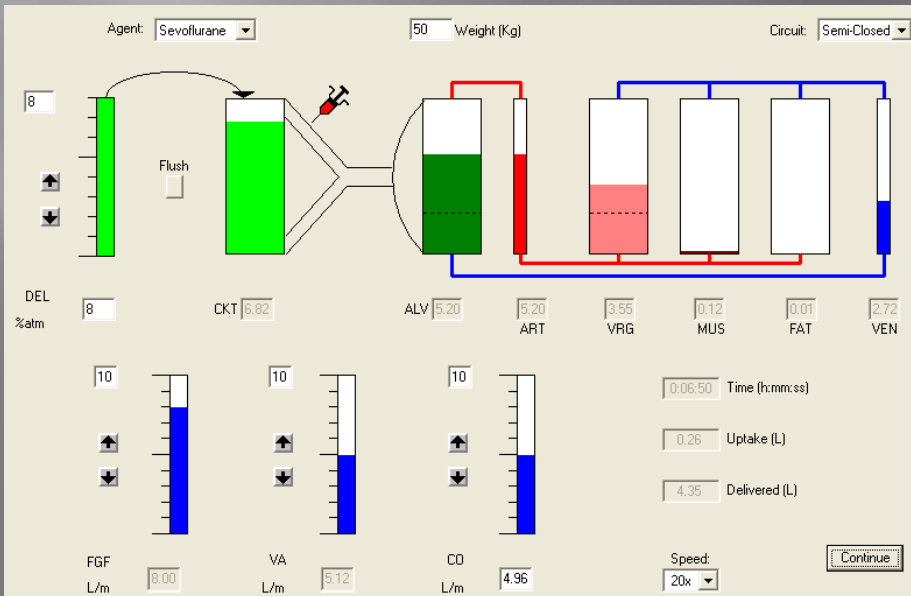 Agent: Sevoflurane 50 Weight (Kg) Circuit: Semi-Closed
8
Flush
DEL
%atm 8 CKT 6.82 ALV 5.20 5.20 3.55 0.12 0.01 2.72
ART VRG MUS FAT VEN
10 10 10
0:06:50 Time (h:mm:ss)
0.26 Uptake (L)
4.35 Delivered (L)
FGF VA CO Speed: Continue
L/m 8.00 L/m 5.12 L/m 4.96 20x